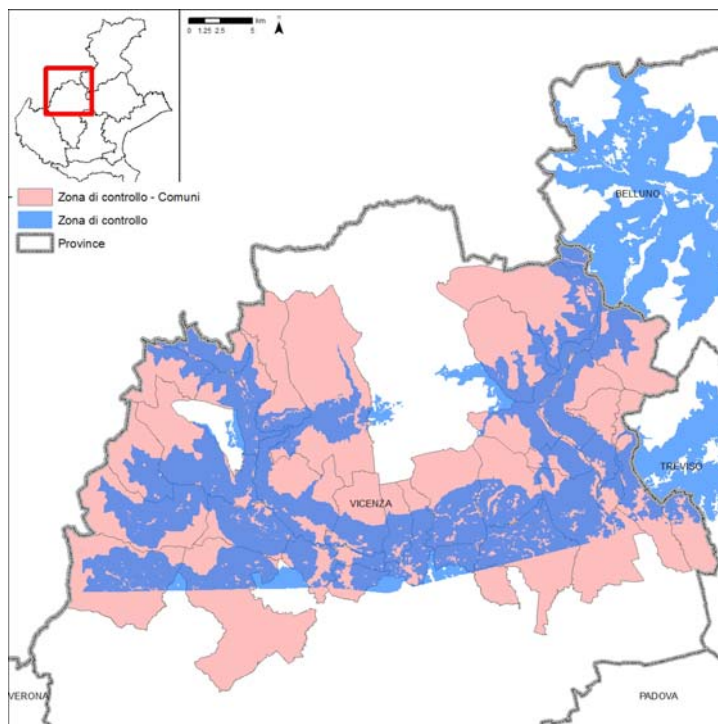 km
0 1.25 2.5 5
Zona di controllo - Comuni
Zona di controllo
Province
BELLUNO
TREVISO
VICENZA
VERONA
PADOVA